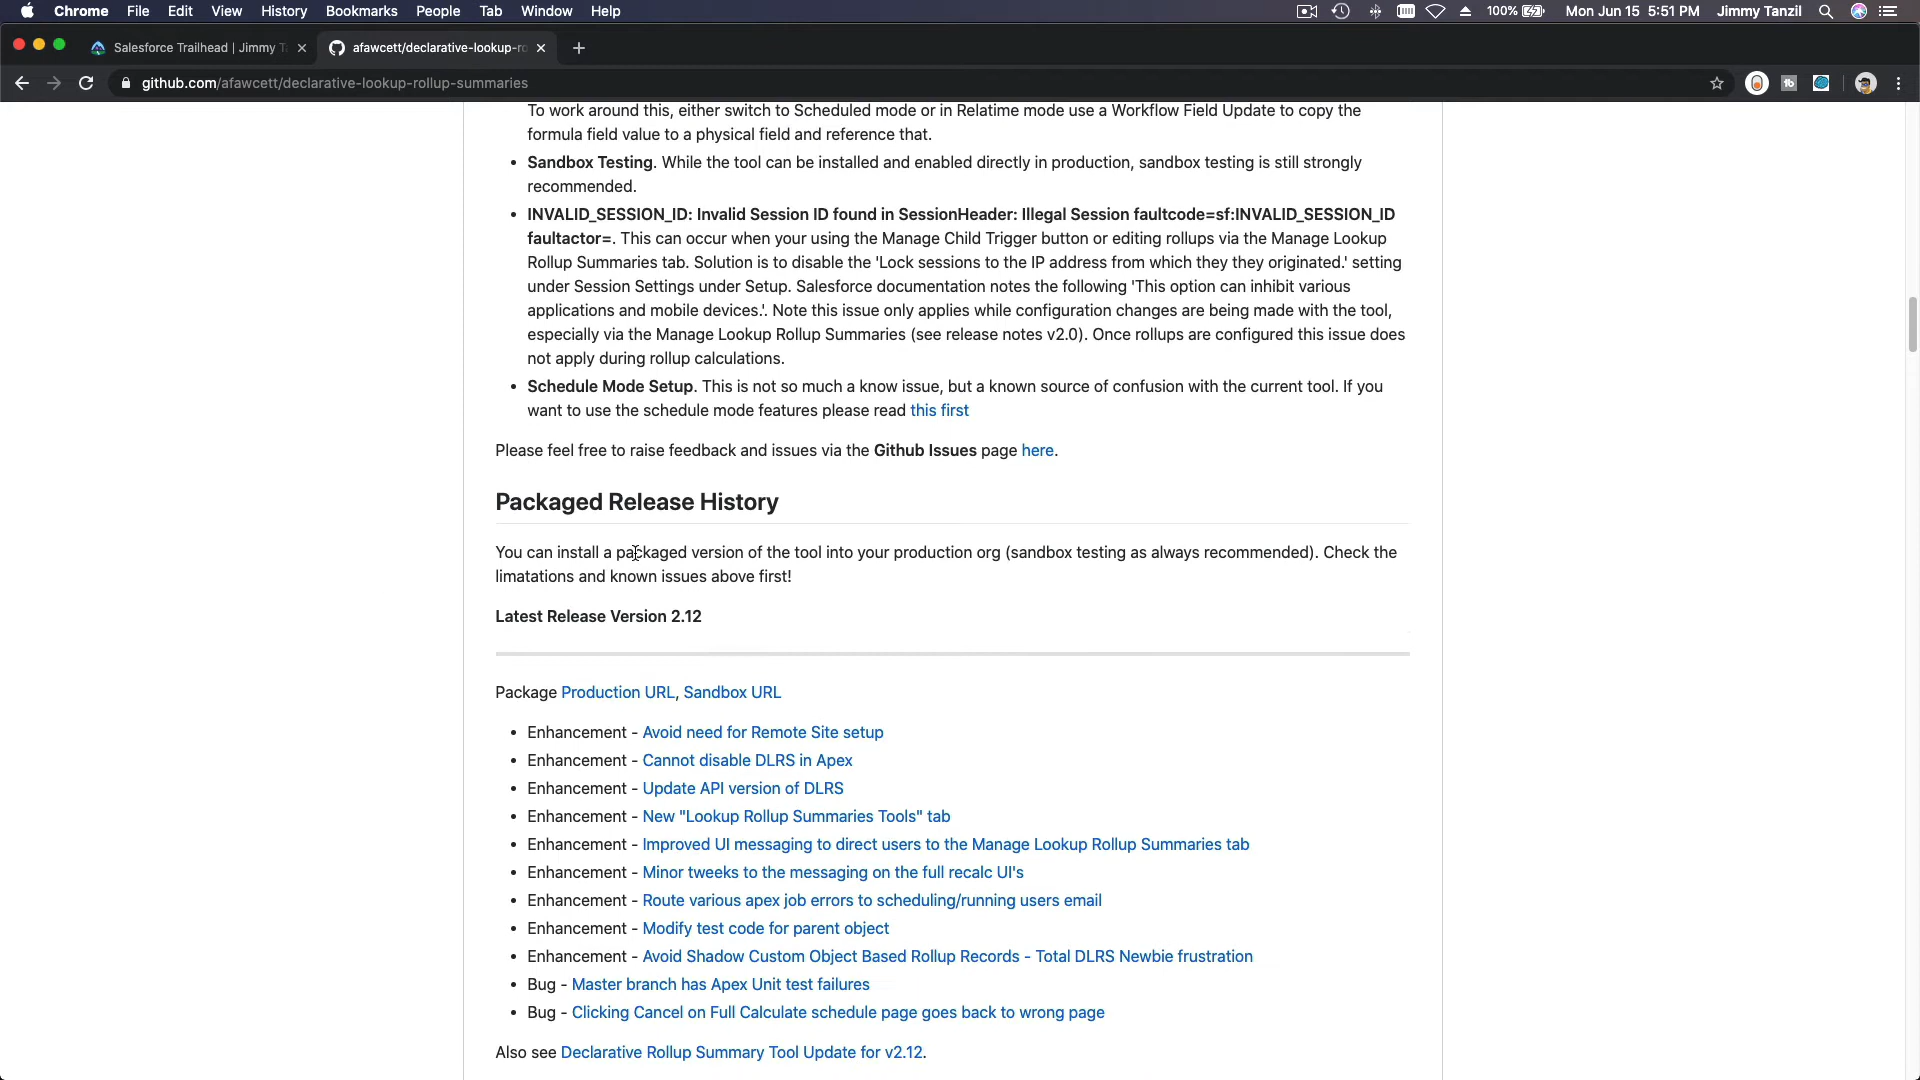 Chrome File Edit View History Bookmarks People Tab Window Help 100% Mon Jun 15 5:51 PM Jimmy Tanzil
Salesforce Trailhead | Jimmy T
afawcett/declarative-lookup-ro
github.com/afawcett/declarative-lookup-rollup-summaries
To work around this, either switch to Scheduled mode or in Relatime mode use a Workflow Field Update to copy the
formula field value to a physical field and reference that.
• Sandbox Testing. While the tool can be installed and enabled directly in production, sandbox testing is still strongly
recommended.
• INVALID_SESSION_ID: Invalid Session ID found in SessionHeader: Illegal Session faultcode=sf:INVALID_SESSION_ID
faultactor=. This can occur when your using the Manage Child Trigger button or editing rollups via the Manage Lookup
Rollup Summaries tab. Solution is to disable the 'Lock sessions to the IP address from which they they originated.' setting
under Session Settings under Setup. Salesforce documentation notes the following 'This option can inhibit various
applications and mobile devices.'. Note this issue only applies while configuration changes are being made with the tool,
especially via the Manage Lookup Rollup Summaries (see release notes v2.0). Once rollups are configured this issue does
not apply during rollup calculations.
• Schedule Mode Setup. This is not so much a know issue, but a known source of confusion with the current tool. If you
want to use the schedule mode features please read this first
Please feel free to raise feedback and issues via the Github Issues page here.
Packaged Release History
You can install a packaged version of the tool into your production org (sandbox testing as always recommended). Check the
limatations and known issues above first!
Latest Release Version 2.12
Package Production URL, Sandbox URL
• Enhancement - Avoid need for Remote Site setup
• Enhancement - Cannot disable DLRS in Apex
• Enhancement - Update API version of DLRS
• Enhancement - New "Lookup Rollup Summaries Tools" tab
• Enhancement - Improved UI messaging to direct users to the Manage Lookup Rollup Summaries tab
• Enhancement - Minor tweeks to the messaging on the full recalc UI's
• Enhancement - Route various apex job errors to scheduling/running users email
• Enhancement - Modify test code for parent object
• Enhancement - Avoid Shadow Custom Object Based Rollup Records - Total DLRS Newbie frustration
• Bug - Master branch has Apex Unit test failures
• Bug - Clicking Cancel on Full Calculate schedule page goes back to wrong page
Also see Declarative Rollup Summary Tool Update for v2.12.